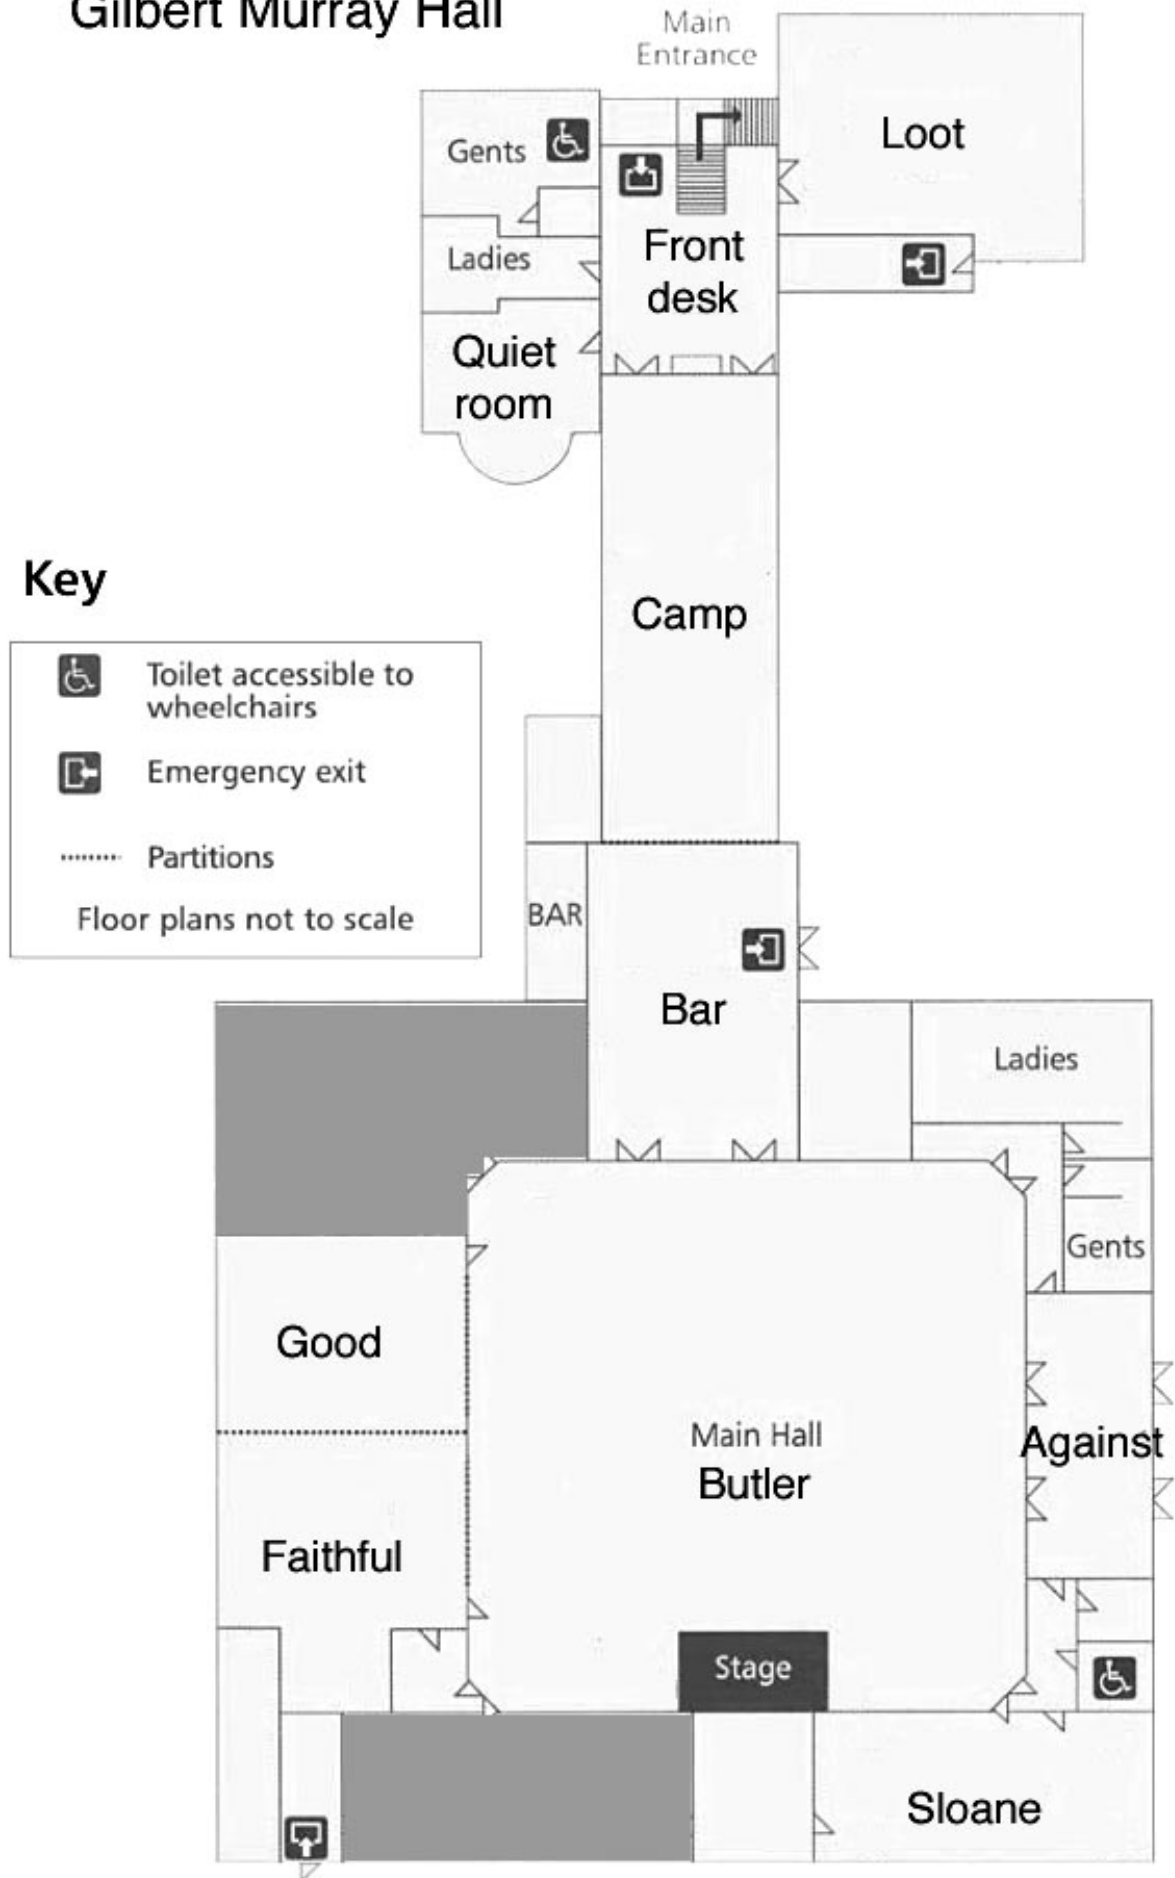 Gilbert Murray Hall
Main
Entrance
Loot
Gents
Ladies
Front
desk
Quiet
room
Key
Toilet accessible to
wheelchairs
Emergency exit
Partitions
Floor plans not to scale
Camp
BAR
Bar
Ladies
Gents
Good
Main Hall
Butler
Against
Faithful
Stage
Sloane